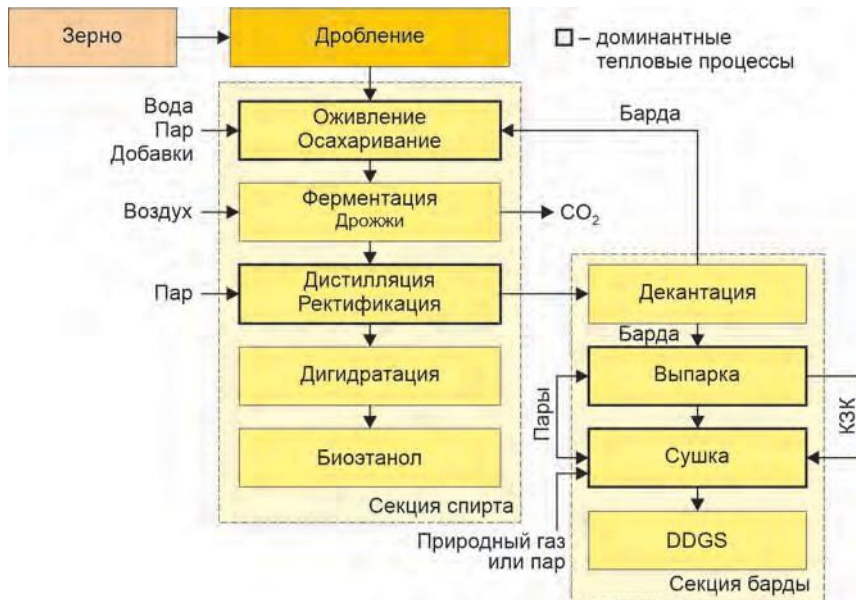 Зерно
Дробление
– доминантные
тепловые процессы
Вода
Пар
Добавки
Оживление
Осахаривание
Барда
Воздух
Ферментация
Дрожжи
CO₂
Пар
Дистилляция
Ректификация
Декантация
Барда
Дигидратация
Выпарка
Пары
КЗК
Биоэтанол
Сушка
Секция спирта
Природный газ
или пар
DDGS
Секция барды